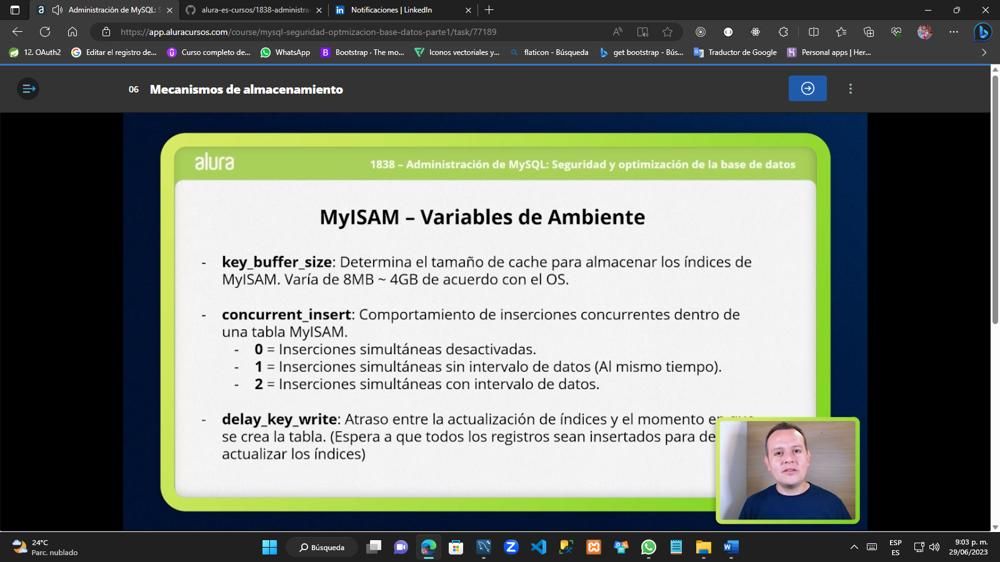 Administración de MySQL: S
alura-es-cursos/1838-administra
Notificaciones | LinkedIn
https://app.aluracursos.com/course/mysql-seguridad-optmizacion-base-datos-parte1/task/77189
12. OAuth2
Editar el registro de...
Curso completo de...
WhatsApp
Bootstrap · The mo...
Iconos vectoriales y...
flaticon - Búsqueda
get bootstrap - Bús...
Traductor de Google
Personal apps | Her...
06 Mecanismos de almacenamiento
alura
1838 – Administración de MySQL: Seguridad y optimización de la base de datos
MyISAM – Variables de Ambiente
- key_buffer_size: Determina el tamaño de cache para almacenar los índices de
MyISAM. Varía de 8MB ~ 4GB de acuerdo con el OS.
- concurrent_insert: Comportamiento de inserciones concurrentes dentro de
una tabla MyISAM.
- 0 = Inserciones simultáneas desactivadas.
- 1 = Inserciones simultáneas sin intervalo de datos (Al mismo tiempo).
- 2 = Inserciones simultáneas con intervalo de datos.
- delay_key_write: Atraso entre la actualización de índices y el momento en que
se crea la tabla. (Espera a que todos los registros sean insertados para de
actualizar los índices)
24°C
Parc. nublado
Búsqueda
ESP
ES
9:03 p. m.
29/06/2023